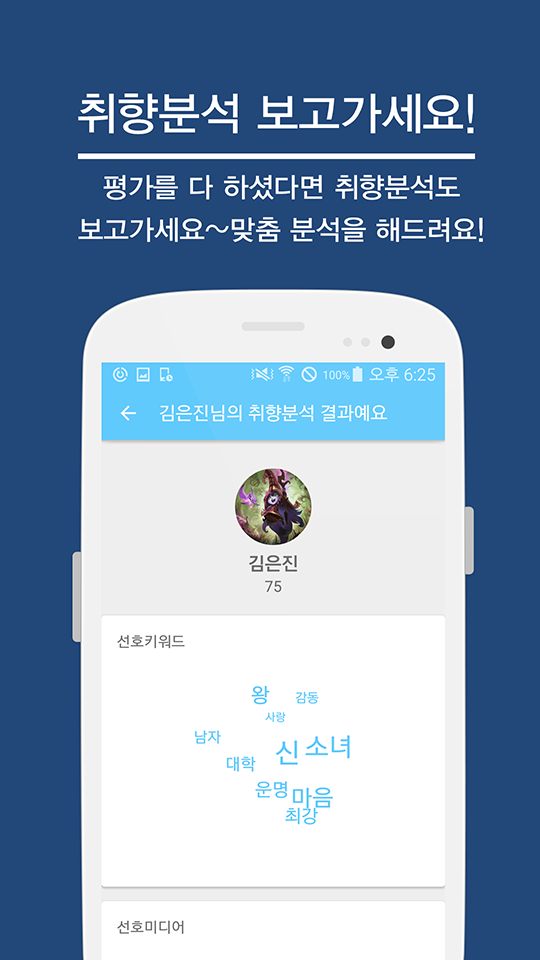 취향분석 보고가세요!
평가를 다 하셨다면 취향분석도
보고가세요~맞춤 분석을 해드려요!
100% 오후 6:25
김은진님의 취향분석 결과예요
김은진
75
선호키워드
왕 감동
사랑
남자
신 소녀
대학
운명 마음
최강
선호미디어